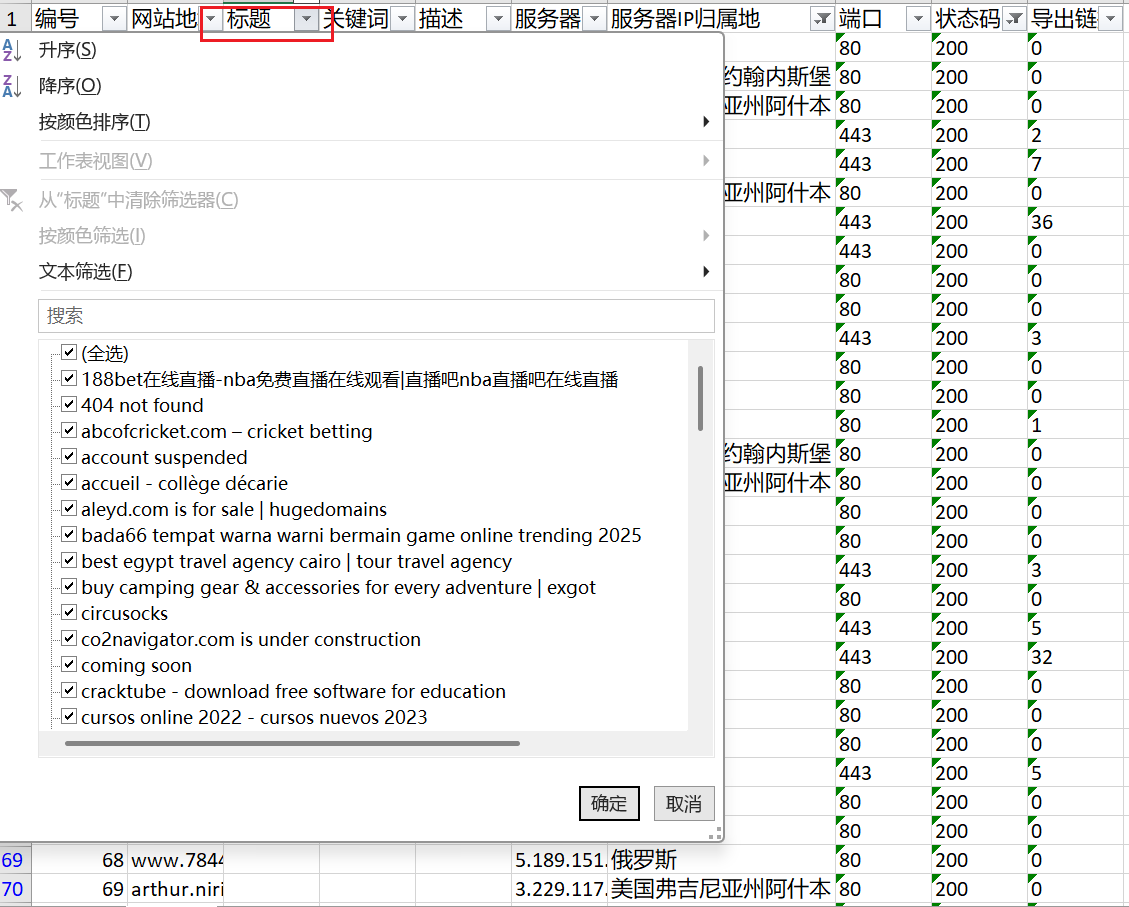 1 编号 网站地 标题 关键词 描述 服务器 服务器IP归属地 端口 状态码 导出链
升序(S)
降序(O)
按颜色排序(T)
工作表视图(V)
从“标题”中清除筛选器(C)
按颜色筛选(I)
文本筛选(F)
搜索
(全选)
188bet在线直播-nba免费直播在线观看|直播吧nba直播吧在线直播
404 not found
abcofcricket.com – cricket betting
account suspended
accueil - collège décarie
aleyd.com is for sale | hugedomains
bada66 tempat warna warni bermain game online trending 2025
best egypt travel agency cairo | tour travel agency
buy camping gear & accessories for every adventure | exgot
circusocks
co2navigator.com is under construction
coming soon
cracktube - download free software for education
cursos online 2022 - cursos nuevos 2023
确定 取消
80 200 0
约翰内斯堡 80 200 0
亚州阿什本 80 200 0
443 200 2
443 200 7
亚州阿什本 80 200 0
443 200 36
443 200 0
80 200 0
80 200 0
443 200 3
80 200 0
80 200 0
80 200 1
约翰内斯堡 80 200 0
亚州阿什本 80 200 0
80 200 0
80 200 0
443 200 3
80 200 0
443 200 5
443 200 32
80 200 0
80 200 0
80 200 0
443 200 5
80 200 0
80 200 0
69 68 www.7844 5.189.151. 俄罗斯 80 200 0
70 69 arthur.niri 3.229.117. 美国弗吉尼亚州阿什本 80 200 0